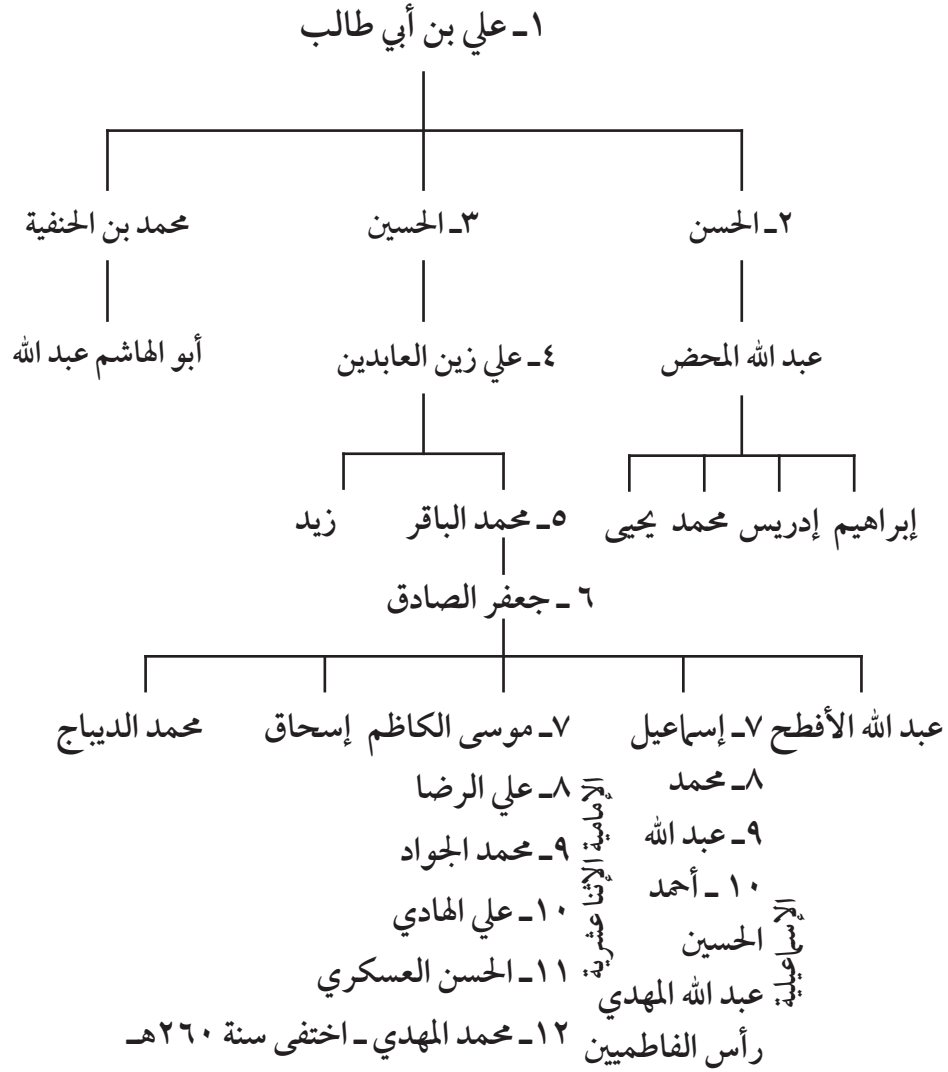 ١ـ علي بن أبي طالب
٢ـ الحسن
٣ـ الحسين
محمد بن الحنفية
عبد الله المحض
٤ـ علي زين العابدين
أبو الهاشم عبد الله
إبراهيم إدريس محمد يحيى
٥ـ محمد الباقر
زيد
٦ ـ جعفر الصادق
عبد الله الأفطح
٧ـ إسماعيل
٧ـ موسى الكاظم
إسحاق
محمد الديباج
٨ـ محمد
٩ـ عبد الله
١٠ ـ أحمد
الحسين
عبد الله المهدي
رأس الفاطميين
الإسماعيلية
٨ـ علي الرضا
٩ـ محمد الجواد
١٠ـ علي الهادي
١١ـ الحسن العسكري
١٢ـ محمد المهدي ـ اختفى سنة ٢٦٠هـ
الإمامية الإثنا عشرية